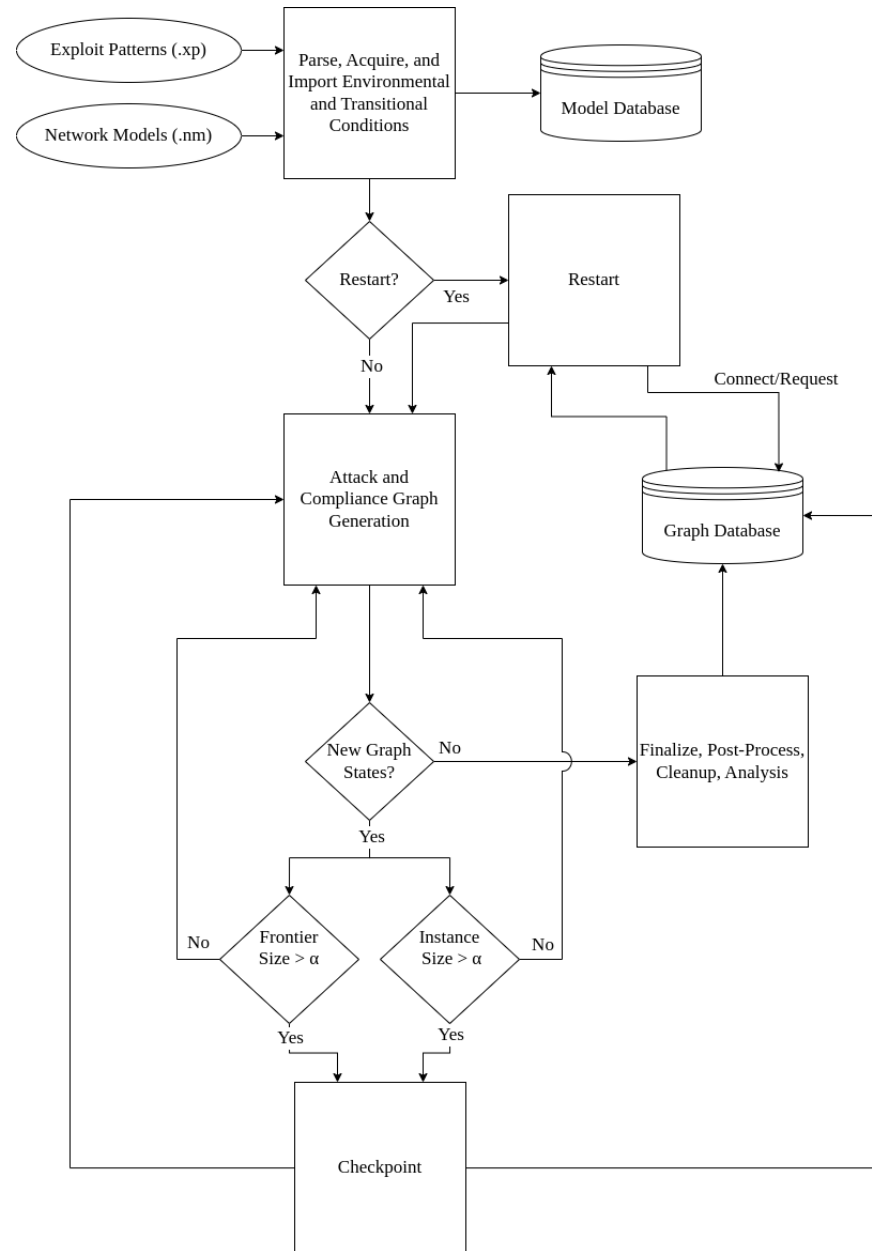 Exploit Patterns (.xp)
Parse, Acquire, and
Import Environmental
and Transitional
Conditions
Model Database
Network Models (.nm)
Restart?
Yes
Restart
No
Connect/Request
Attack and
Compliance Graph
Generation
Graph Database
New Graph
States?
No
Finalize, Post-Process,
Cleanup, Analysis
Yes
No
Frontier
Size > α
Instance
Size > α
No
Yes
Yes
Checkpoint